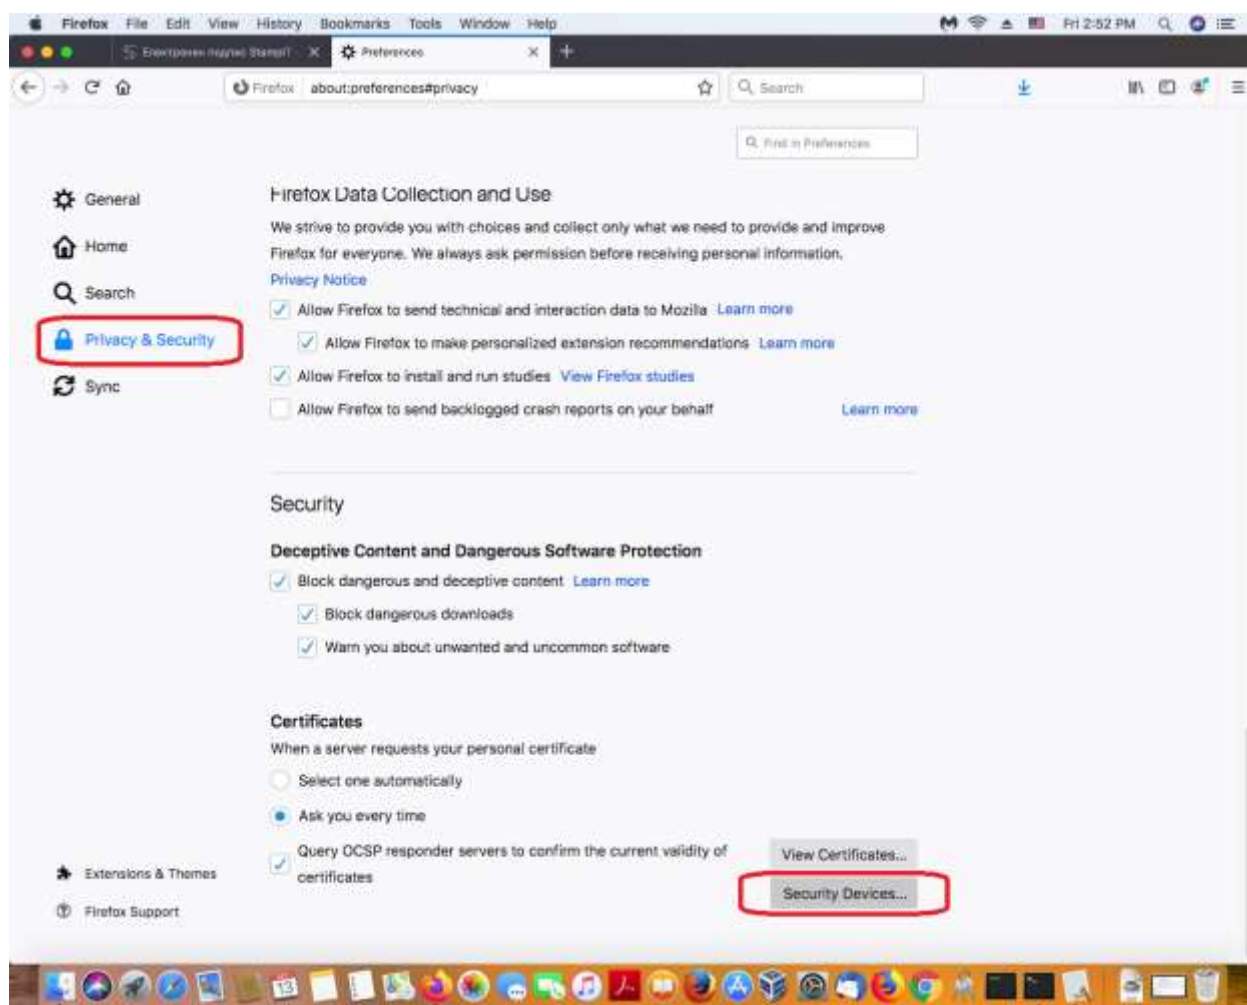 Firefox File Edit View History Bookmarks Tools Window Help
Fri 2:52 PM
Preferences
Firefox about:preferences#privacy
Search
Find in Preferences
General
Home
Search
Privacy & Security
Sync
Firefox Data Collection and Use
We strive to provide you with choices and collect only what we need to provide and improve
Firefox for everyone. We always ask permission before receiving personal information.
Privacy Notice
Allow Firefox to send technical and interaction data to Mozilla Learn more
Allow Firefox to make personalized extension recommendations Learn more
Allow Firefox to install and run studies View Firefox studies
Allow Firefox to send backlogged crash reports on your behalf Learn more
Security
Deceptive Content and Dangerous Software Protection
Block dangerous and deceptive content Learn more
Block dangerous downloads
Warn you about unwanted and uncommon software
Certificates
When a server requests your personal certificate
Select one automatically
Ask you every time
Query OCSP responder servers to confirm the current validity of
certificates
View Certificates...
Security Devices...
Extensions & Themes
Firefox Support
13